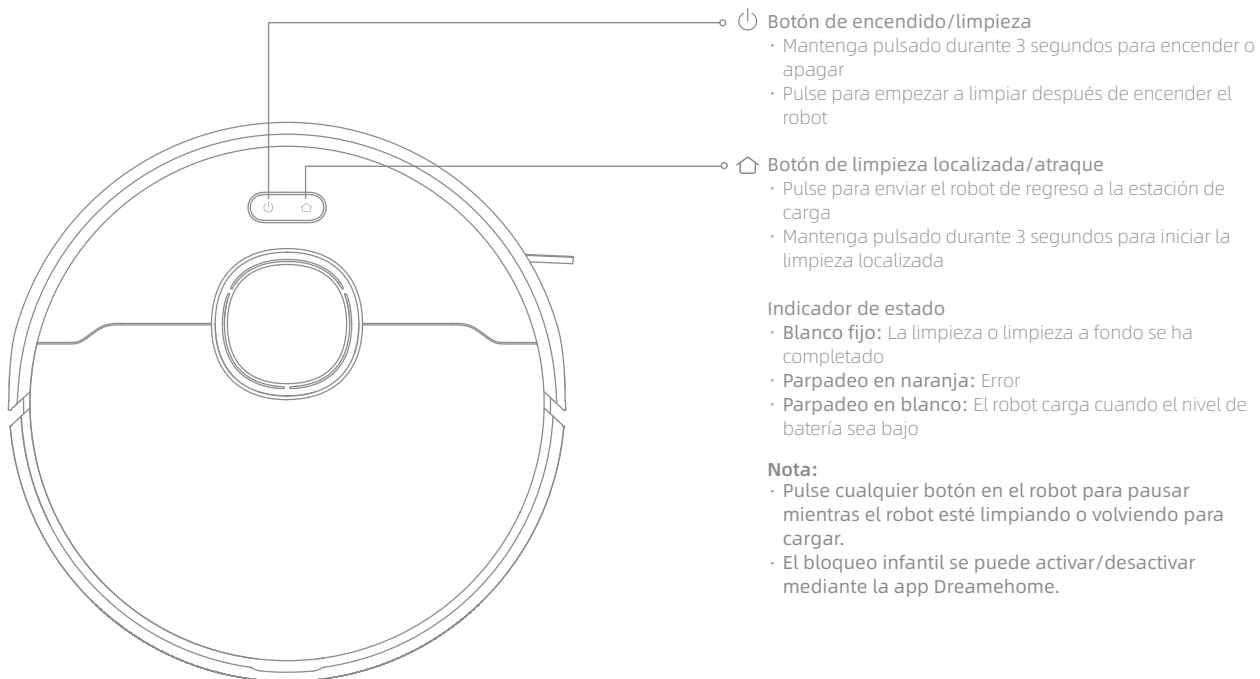 Botón de encendido/limpieza
· Mantenga pulsado durante 3 segundos para encender o
apagar
· Pulse para empezar a limpiar después de encender el
robot
Botón de limpieza localizada/atraque
· Pulse para enviar el robot de regreso a la estación de
carga
· Mantenga pulsado durante 3 segundos para iniciar la
limpieza localizada
Indicador de estado
· Blanco fijo: La limpieza o limpieza a fondo se ha
completado
· Parpadeo en naranja: Error
· Parpadeo en blanco: El robot carga cuando el nivel de
batería sea bajo
Nota:
· Pulse cualquier botón en el robot para pausar
mientras el robot esté limpiando o volviendo para
cargar.
· El bloqueo infantil se puede activar/desactivar
mediante la app Dreamehome.